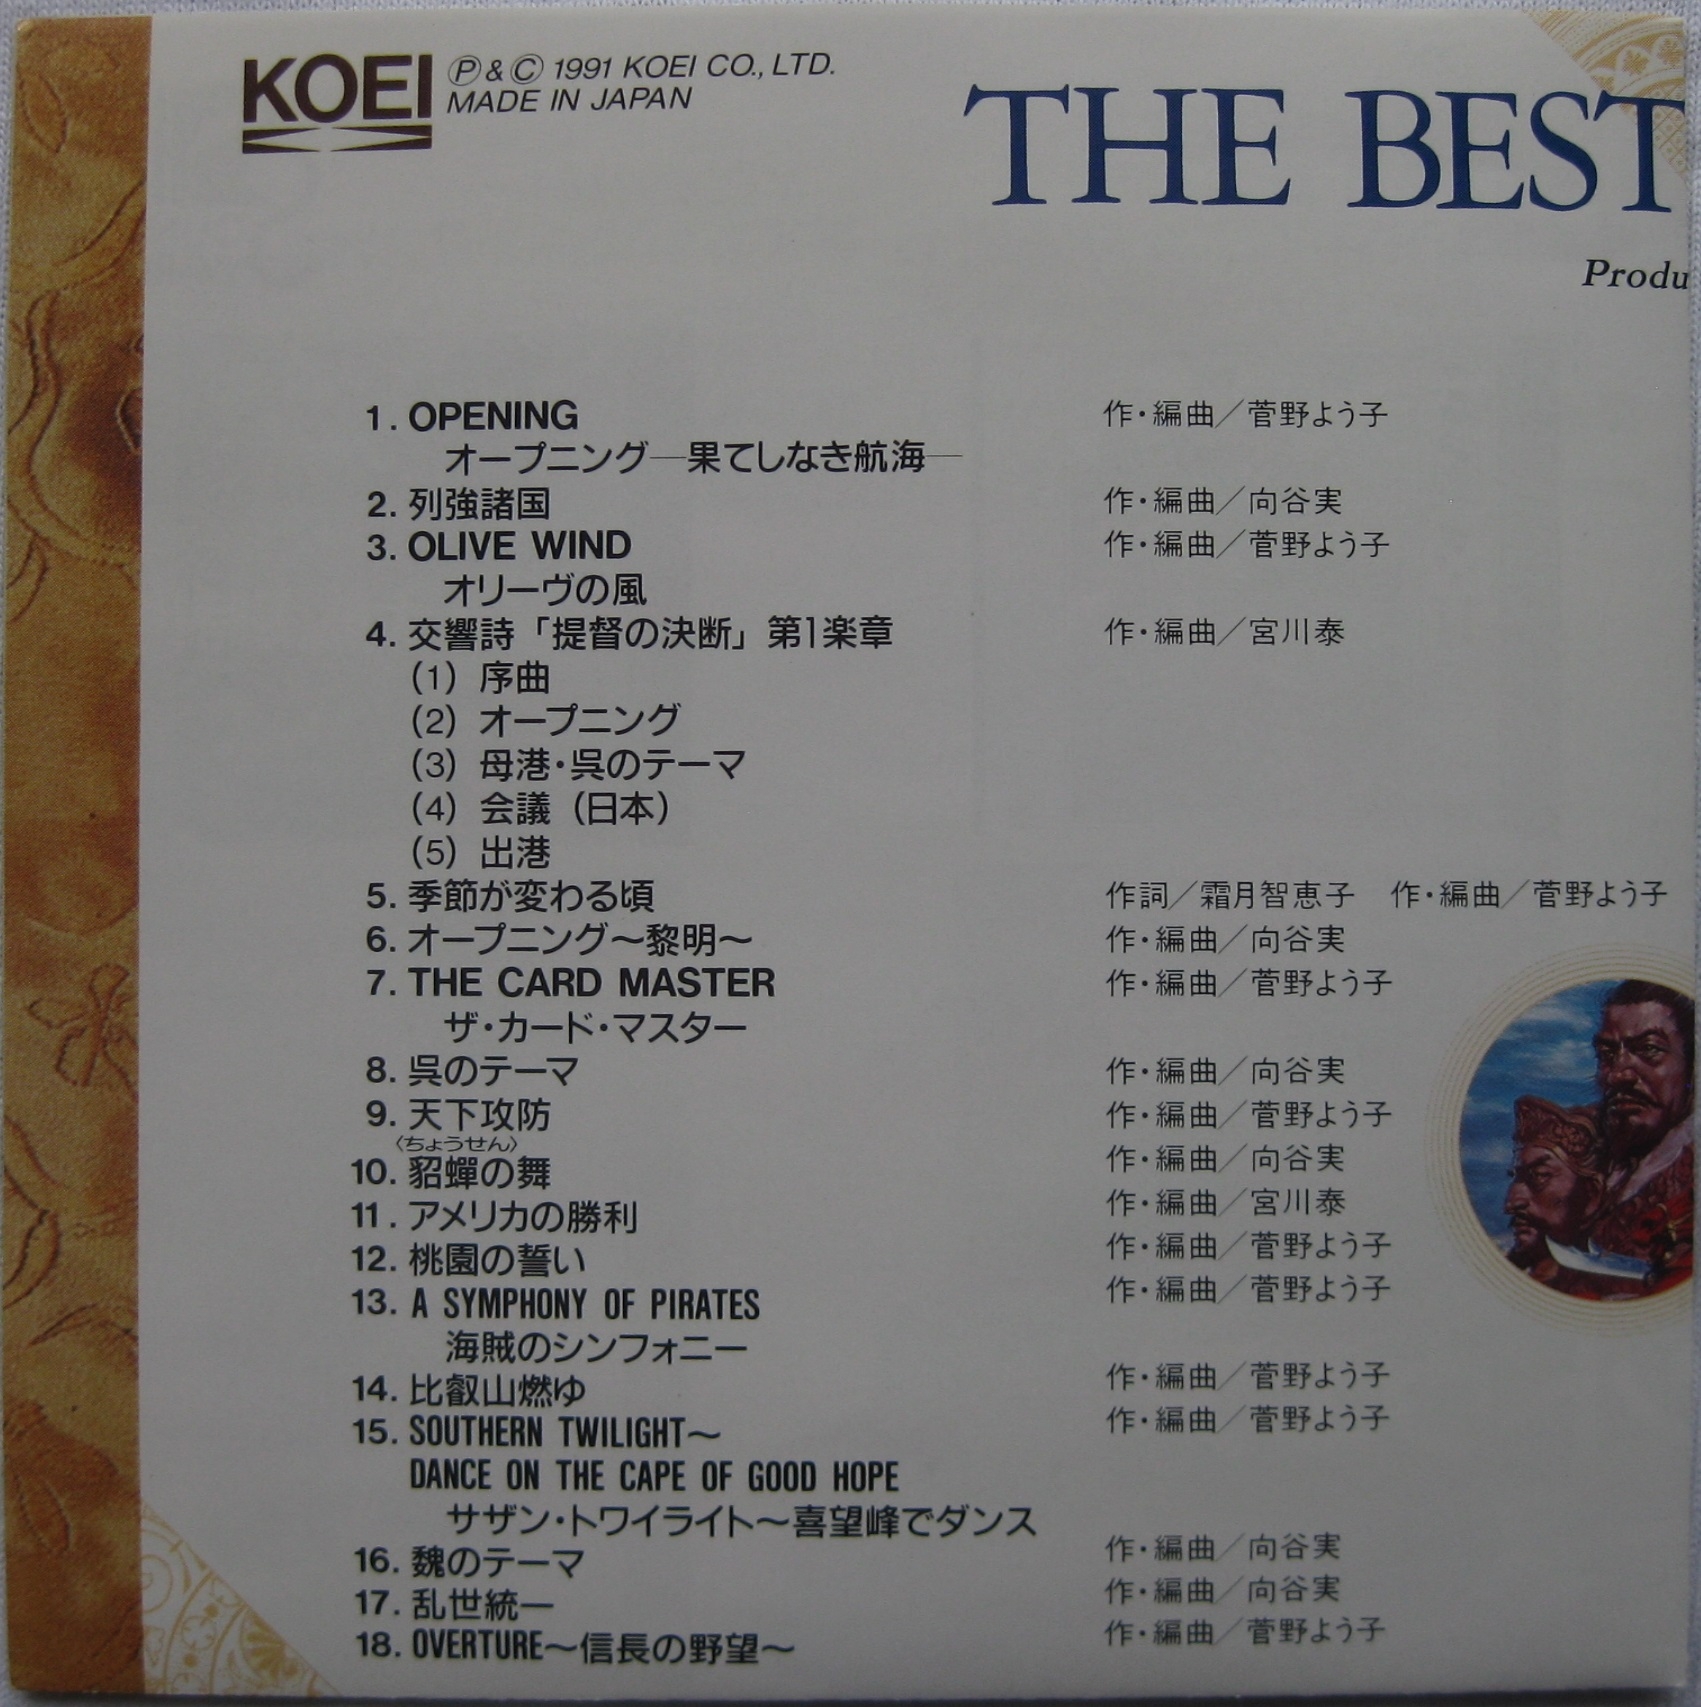 KOEI Ⓟ&Ⓒ 1991 KOEI CO., LTD.
MADE IN JAPAN
THE BEST
Produ
1. OPENING 作・編曲／菅野よう子
オープニング―果てしなき航海―
2. 列強諸国 作・編曲／向谷実
3. OLIVE WIND 作・編曲／菅野よう子
オリーヴの風
4. 交響詩「提督の決断」第1楽章 作・編曲／宮川泰
(1) 序曲
(2) オープニング
(3) 母港・呉のテーマ
(4) 会議（日本）
(5) 出港
5. 季節が変わる頃 作詞／霜月智恵子 作・編曲／菅野よう子
6. オープニング〜黎明〜 作・編曲／向谷実
7. THE CARD MASTER 作・編曲／菅野よう子
ザ・カード・マスター
8. 呉のテーマ 作・編曲／向谷実
9. 天下攻防 作・編曲／菅野よう子
〈ちょうせん〉
10. 貂蟬の舞 作・編曲／向谷実
11. アメリカの勝利 作・編曲／宮川泰
12. 桃園の誓い 作・編曲／菅野よう子
13. A SYMPHONY OF PIRATES 作・編曲／菅野よう子
海賊のシンフォニー
14. 比叡山燃ゆ 作・編曲／菅野よう子
15. SOUTHERN TWILIGHT〜 作・編曲／菅野よう子
DANCE ON THE CAPE OF GOOD HOPE
サザン・トワイライト〜喜望峰でダンス
16. 魏のテーマ 作・編曲／向谷実
17. 乱世統一 作・編曲／向谷実
18. OVERTURE〜信長の野望〜 作・編曲／菅野よう子